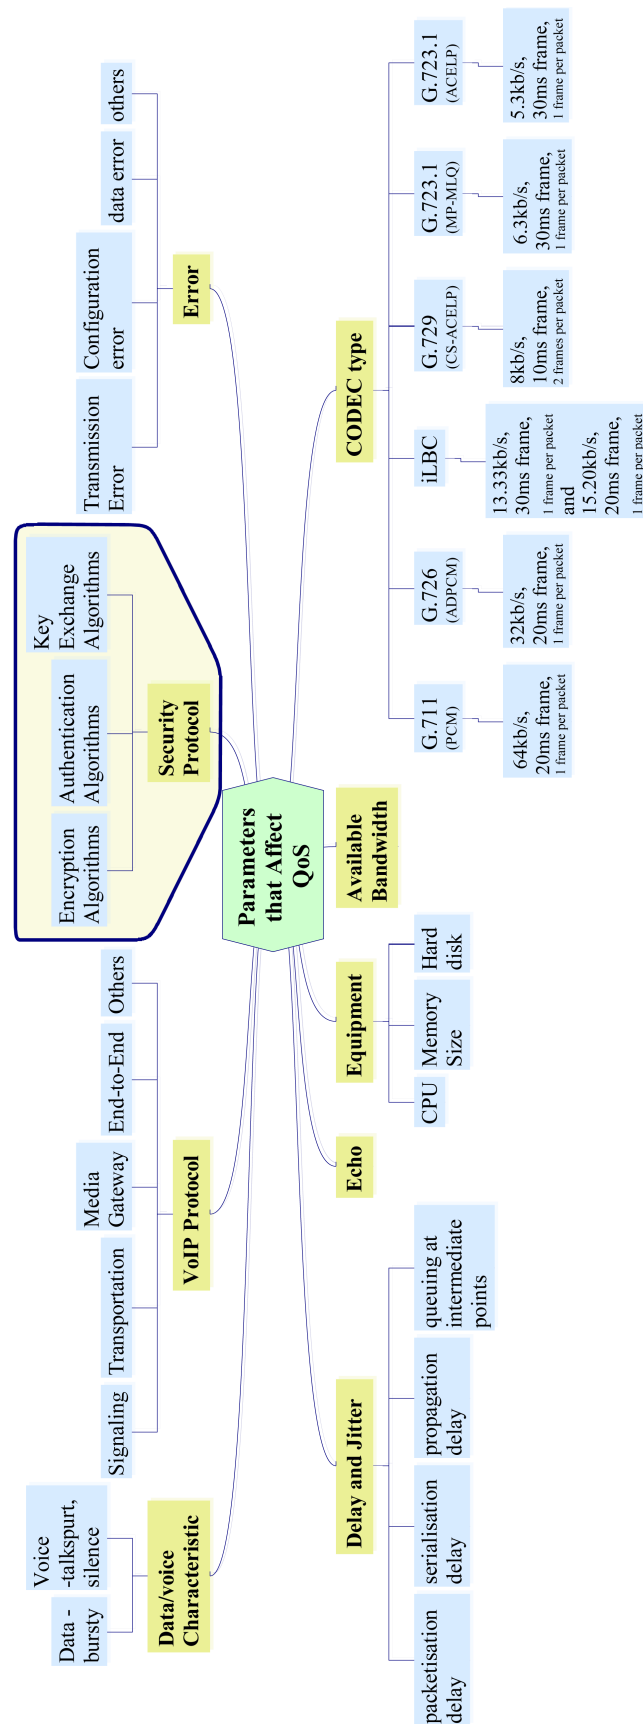 Data -
bursty
Voice
-talkspurt,
silence
Data/voice
Characteristic
Signaling
Transportation
Media
Gateway
End-to-End
Others
VoIP Protocol
Encryption
Algorithms
Authentication
Algorithms
Key
Exchange
Algorithms
Security
Protocol
Transmission
Error
Configuration
error
data error
others
Error
Parameters
that Affect
QoS
Delay and Jitter
packetisation
delay
serialisation
delay
propagation
delay
queuing at
intermediate
points
Echo
Equipment
CPU
Memory
Size
Hard
disk
Available
Bandwidth
CODEC type
G.711
(PCM)
64kb/s,
20ms frame,
1 frame per packet
G.726
(ADPCM)
32kb/s,
20ms frame,
1 frame per packet
iLBC
13.33kb/s,
30ms frame,
1 frame per packet
and
15.20kb/s,
20ms frame,
1 frame per packet
G.729
(CS-ACELP)
8kb/s,
10ms frame,
2 frames per packet
G.723.1
(MP-MLQ)
6.3kb/s,
30ms frame,
1 frame per packet
G.723.1
(ACELP)
5.3kb/s,
30ms frame,
1 frame per packet